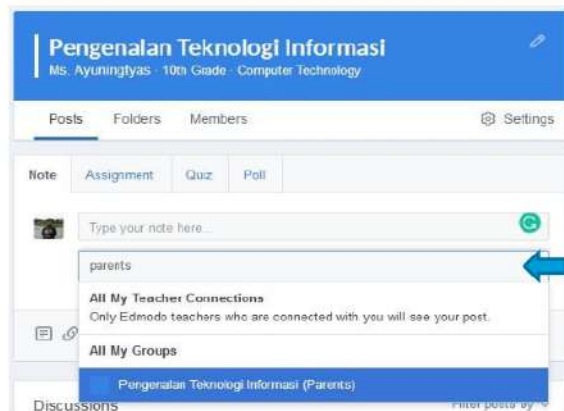 Pengenalan Teknologi Informasi
Ms. Ayuningtyas · 10th Grade · Computer Technology
Posts Folders Members Settings
Note Assignment Quiz Poll
Type your note here...
parents
All My Teacher Connections
Only Edmodo teachers who are connected with you will see your post.
All My Groups
Pengenalan Teknologi Informasi (Parents)
Discussions Filter posts by